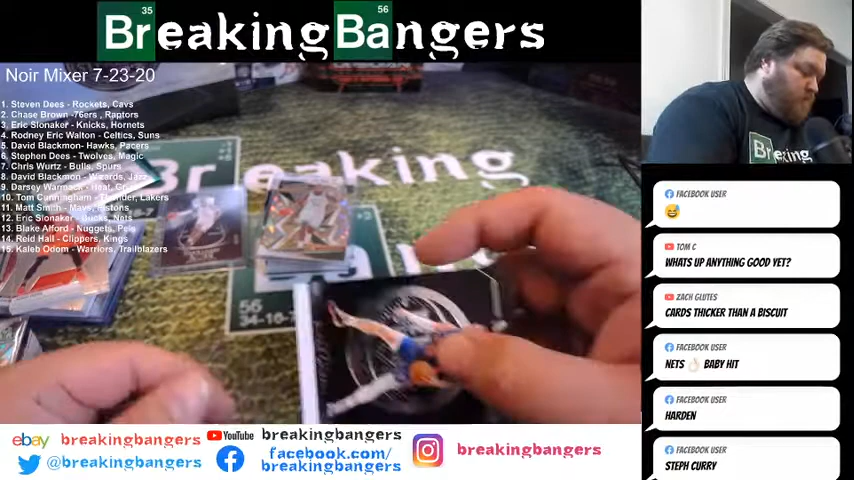 35
56
BreakingBangers
Noir Mixer 7-23-20
1. Steven Dees - Rockets, Cavs
2. Chase Brown -76ers , Raptors
3. Eric Slonaker - Knicks, Hornets
4. Rodney Eric Walton - Celtics, Suns
5. David Blackmon- Hawks, Pacers
6. Stephen Dees - Twolves, Magic
7. Chris Wurtz - Bulls, Spurs
8. David Blackmon - Wizards, Jazz
9. Darsey Warmack - Heat,
10. Tom Cunningham - Thunder, Lakers
11. Matt Smith - Mavs, Pistons
12. Eric Slonaker - Bucks, Nets
13. Blake Alford - Nuggets, Pels
14. Reid Hall - Clippers, Kings
15. Kaleb Odom - Warriors, Trailblazers
Breaking
56
Breaking
FACEBOOK USER
😅
TOM C
WHATS UP ANYTHING GOOD YET?
ZACH GLUTES
CARDS THICKER THAN A BISCUIT
FACEBOOK USER
NETS 👌🏻 BABY HIT
FACEBOOK USER
HARDEN
FACEBOOK USER
STEPH CURRY
ebay breakingbangers
YouTube breakingbangers
@breakingbangers
facebook.com/
breakingbangers
breakingbangers